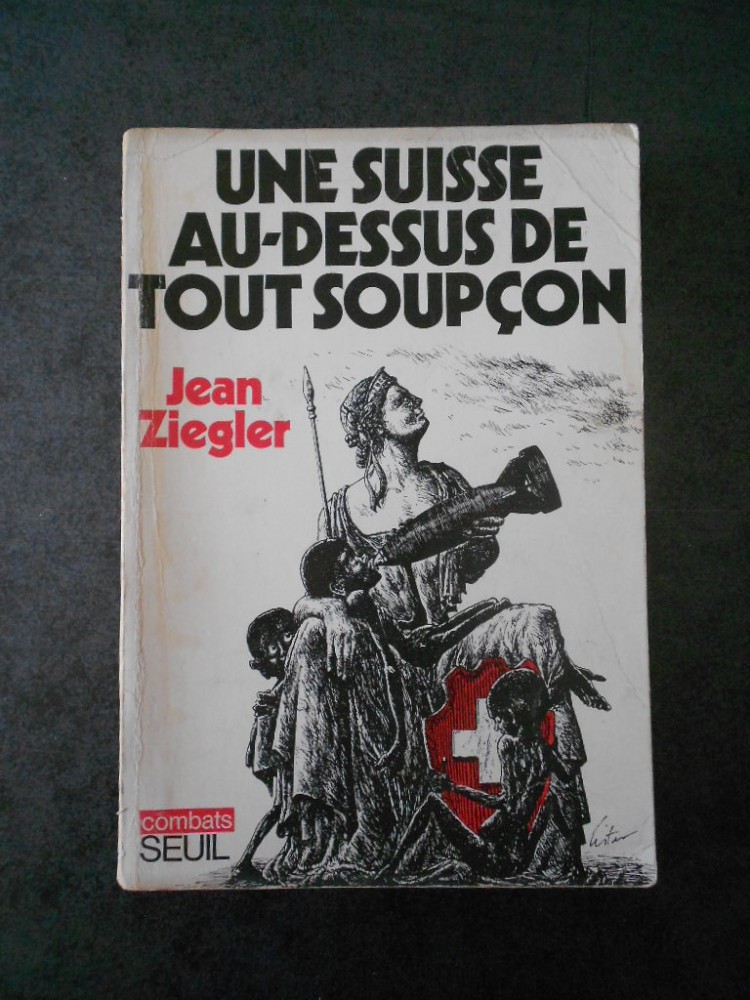 UNE SUISSE
AU-DESSUS DE
TOUT SOUPÇON
Jean
Ziegler
combats
SEUIL